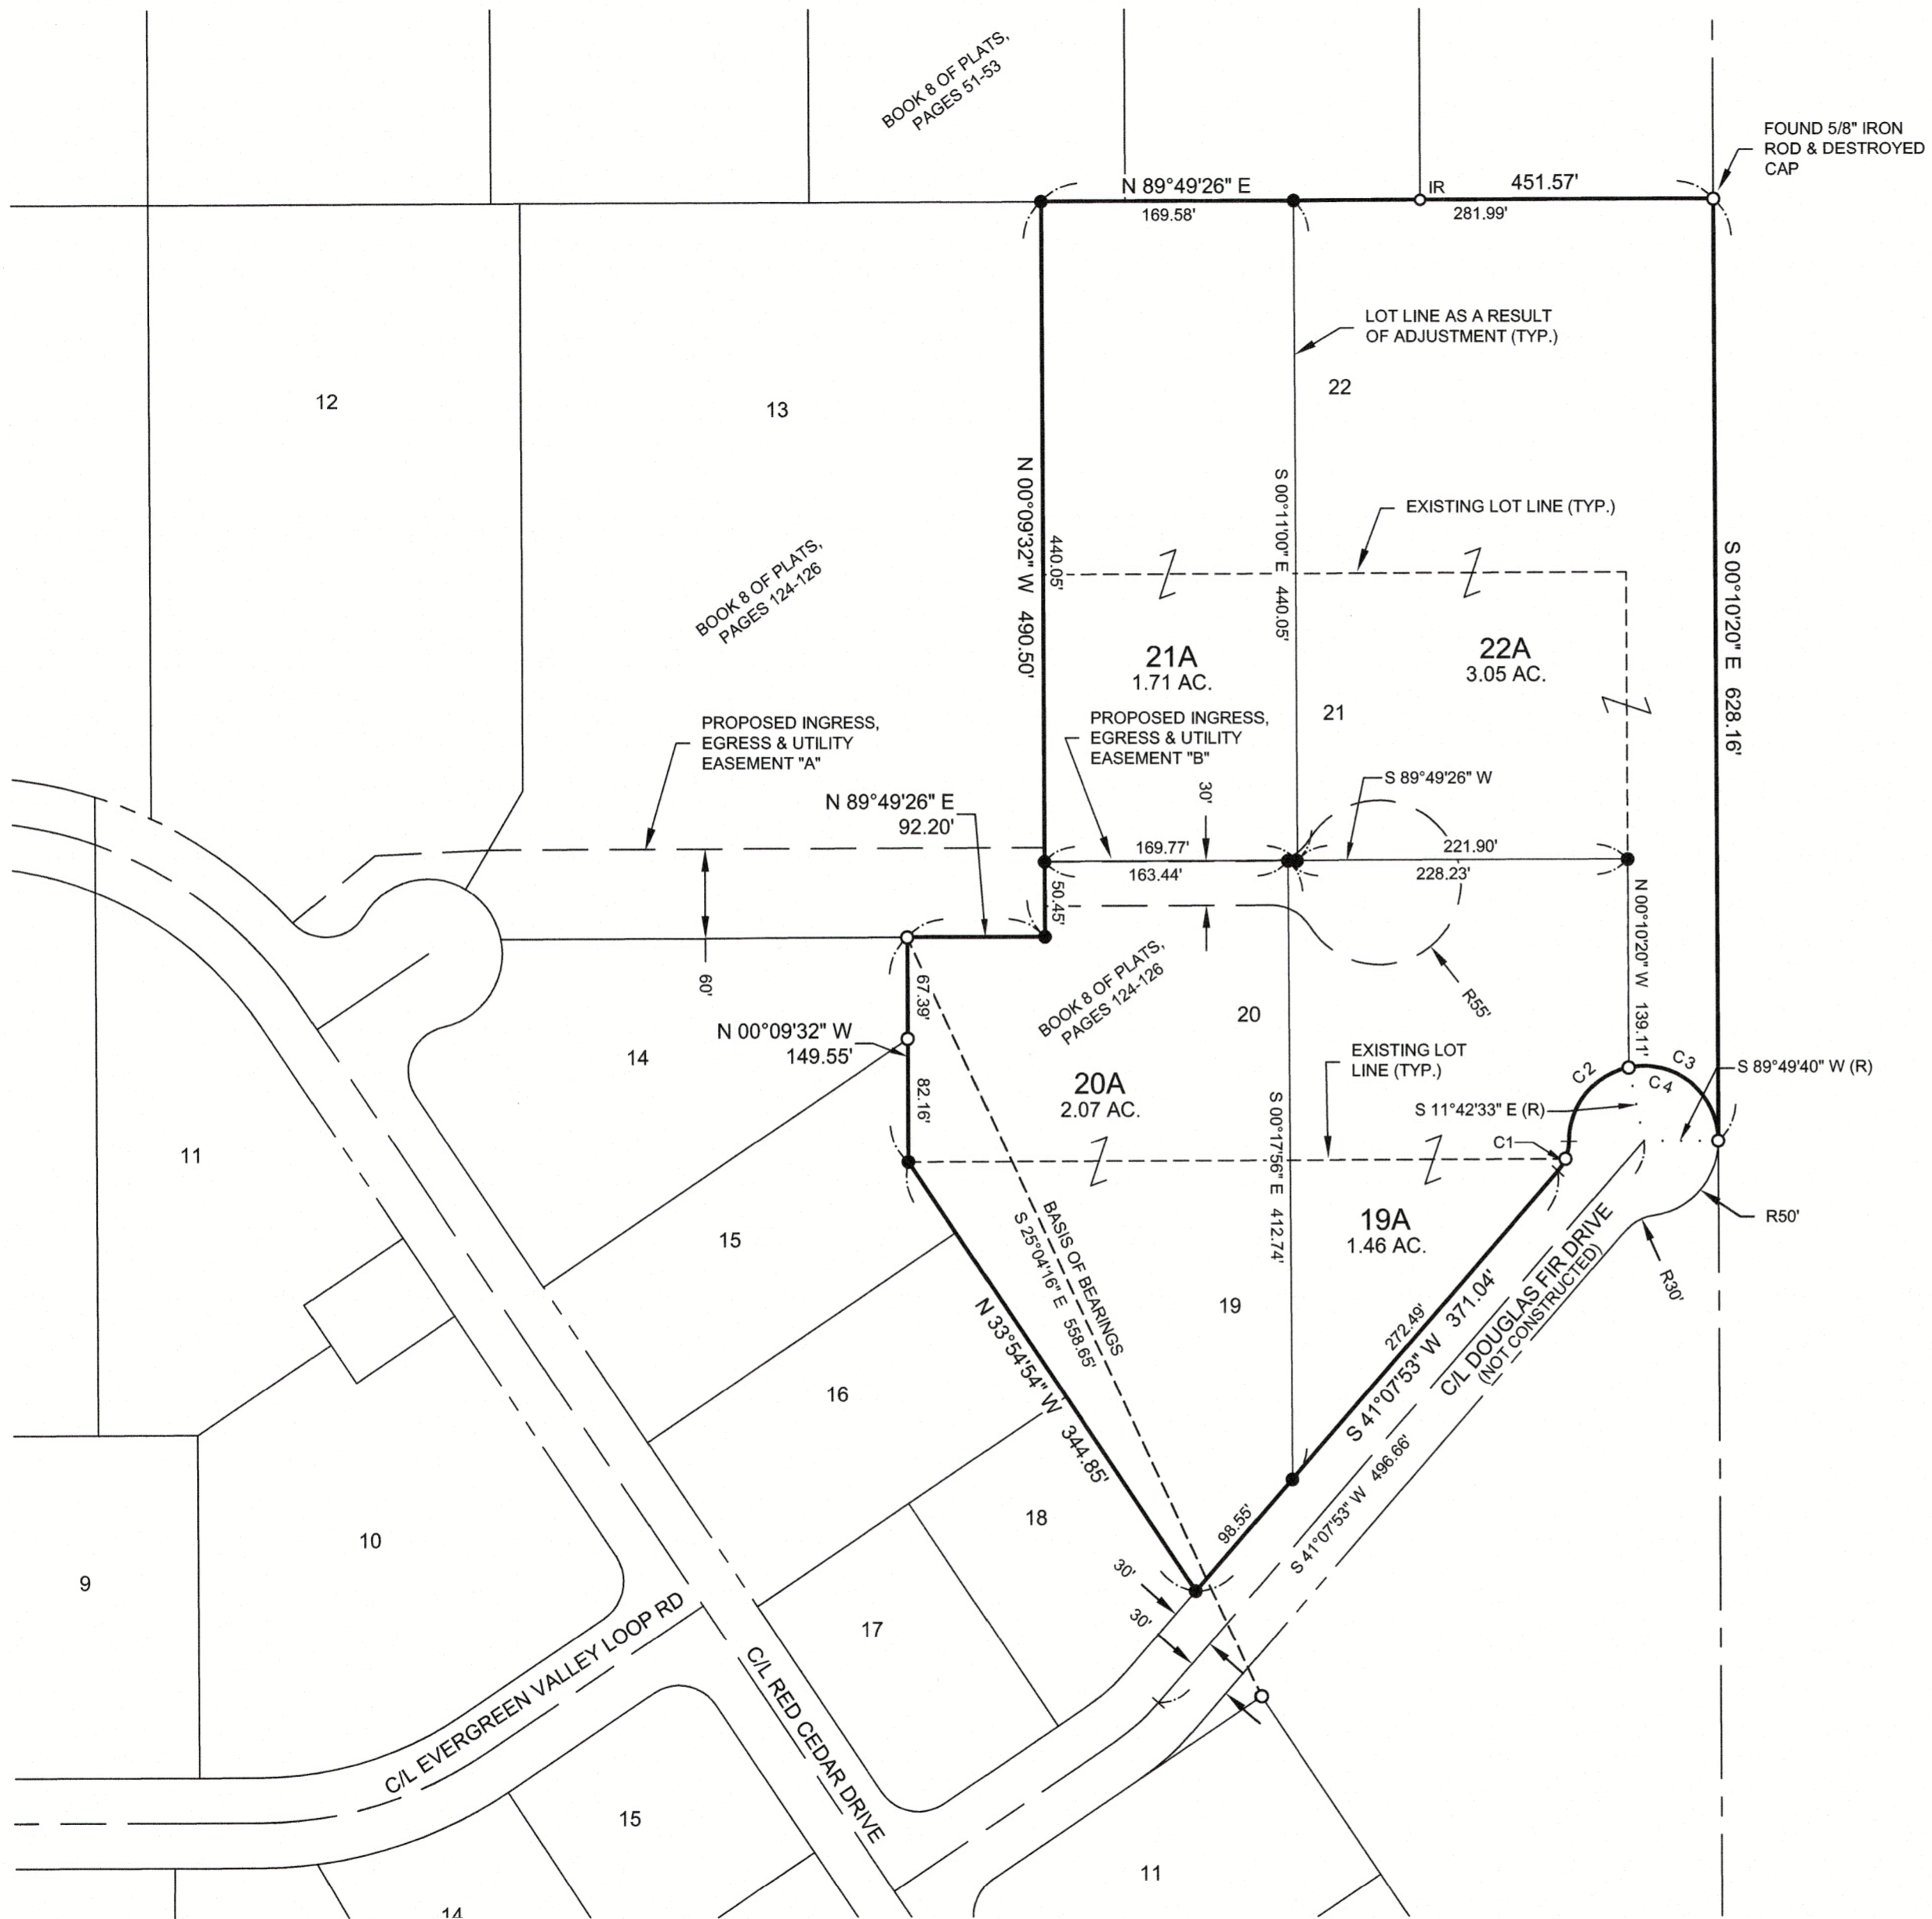 BOOK 8 OF PLATS,
PAGES 51-53
FOUND 5/8" IRON
ROD & DESTROYED
CAP
N 89°49'26" E
IR
451.57'
169.58'
281.99'
LOT LINE AS A RESULT
OF ADJUSTMENT (TYP.)
22
12
13
N 00°09'32" W 490.50'
440.05'
S 00°11'00" E 440.05'
EXISTING LOT LINE (TYP.)
S 00°10'20" E 628.16'
BOOK 8 OF PLATS,
PAGES 124-126
21A
1.71 AC.
22A
3.05 AC.
21
PROPOSED INGRESS,
EGRESS & UTILITY
EASEMENT "A"
PROPOSED INGRESS,
EGRESS & UTILITY
EASEMENT "B"
30'
S 89°49'26" W
N 89°49'26" E
92.20'
169.77'
221.90'
163.44'
228.23'
50.45'
N 00°10'20" W 139.11'
60'
67.39'
BOOK 8 OF PLATS,
PAGES 124-126
R55'
20
N 00°09'32" W
149.55'
14
82.16'
EXISTING LOT
LINE (TYP.)
20A
2.07 AC.
C2
C3
C4
S 89°49'40" W (R)
S 11°42'33" E (R)
C1
S 00°17'56" E 412.74'
11
15
BASIS OF BEARINGS
S 25°04'16" E 558.65'
19A
1.46 AC.
R50'
R30'
19
N 33°54'54" W 344.85'
272.49'
S 41°07'53" W 371.04'
C/L DOUGLAS FIR DRIVE
(NOT CONSTRUCTED)
S 41°07'53" W 496.66'
16
18
98.55'
10
9
30'
30'
17
C/L EVERGREEN VALLEY LOOP RD
C/L RED CEDAR DRIVE
15
11
14